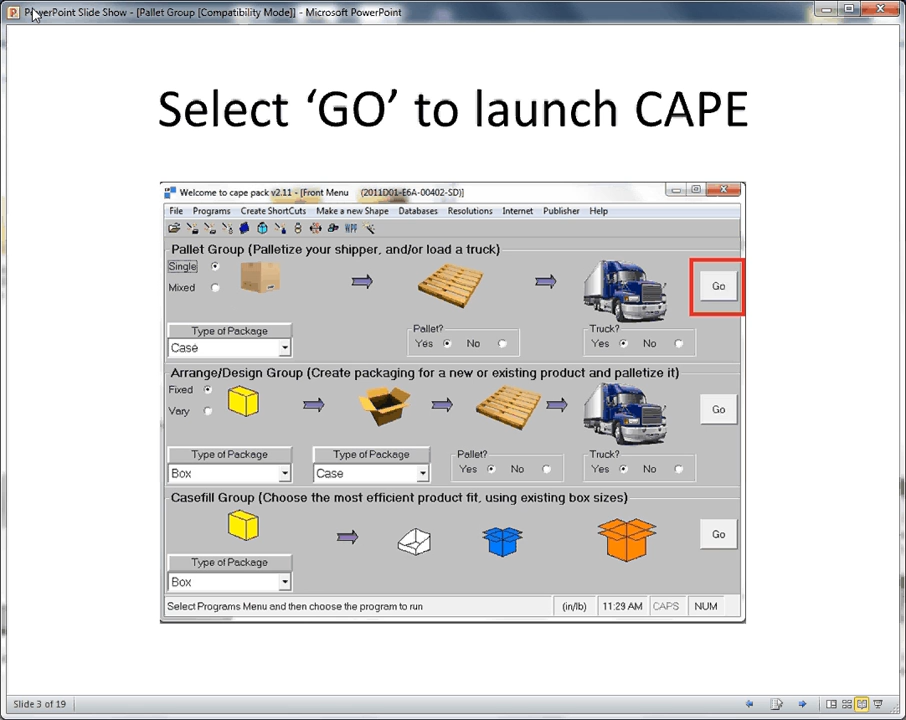 PowerPoint Slide Show - [Pallet Group [Compatibility Mode]] - Microsoft PowerPoint
Select ‘GO’ to launch CAPE
Welcome to cape pack v2.11 - [Front Menu (2011D01-E6A-00402-SD)]
File Programs Create ShortCuts Make a new Shape Databases Resolutions Internet Publisher Help
WPP
Pallet Group (Palletize your shipper, and/or load a truck)
Single
Mixed
Go
Type of Package
Pallet?
Truck?
Case
Yes No
Yes No
Arrange/Design Group (Create packaging for a new or existing product and palletize it)
Fixed
Vary
Go
Type of Package
Type of Package
Pallet?
Truck?
Box
Case
Yes No
Yes No
Casefill Group (Choose the most efficient product fit, using existing box sizes)
Go
Type of Package
Box
Select Programs Menu and then choose the program to run (in/lb) 11:29 AM CAPS NUM
Slide 3 of 19